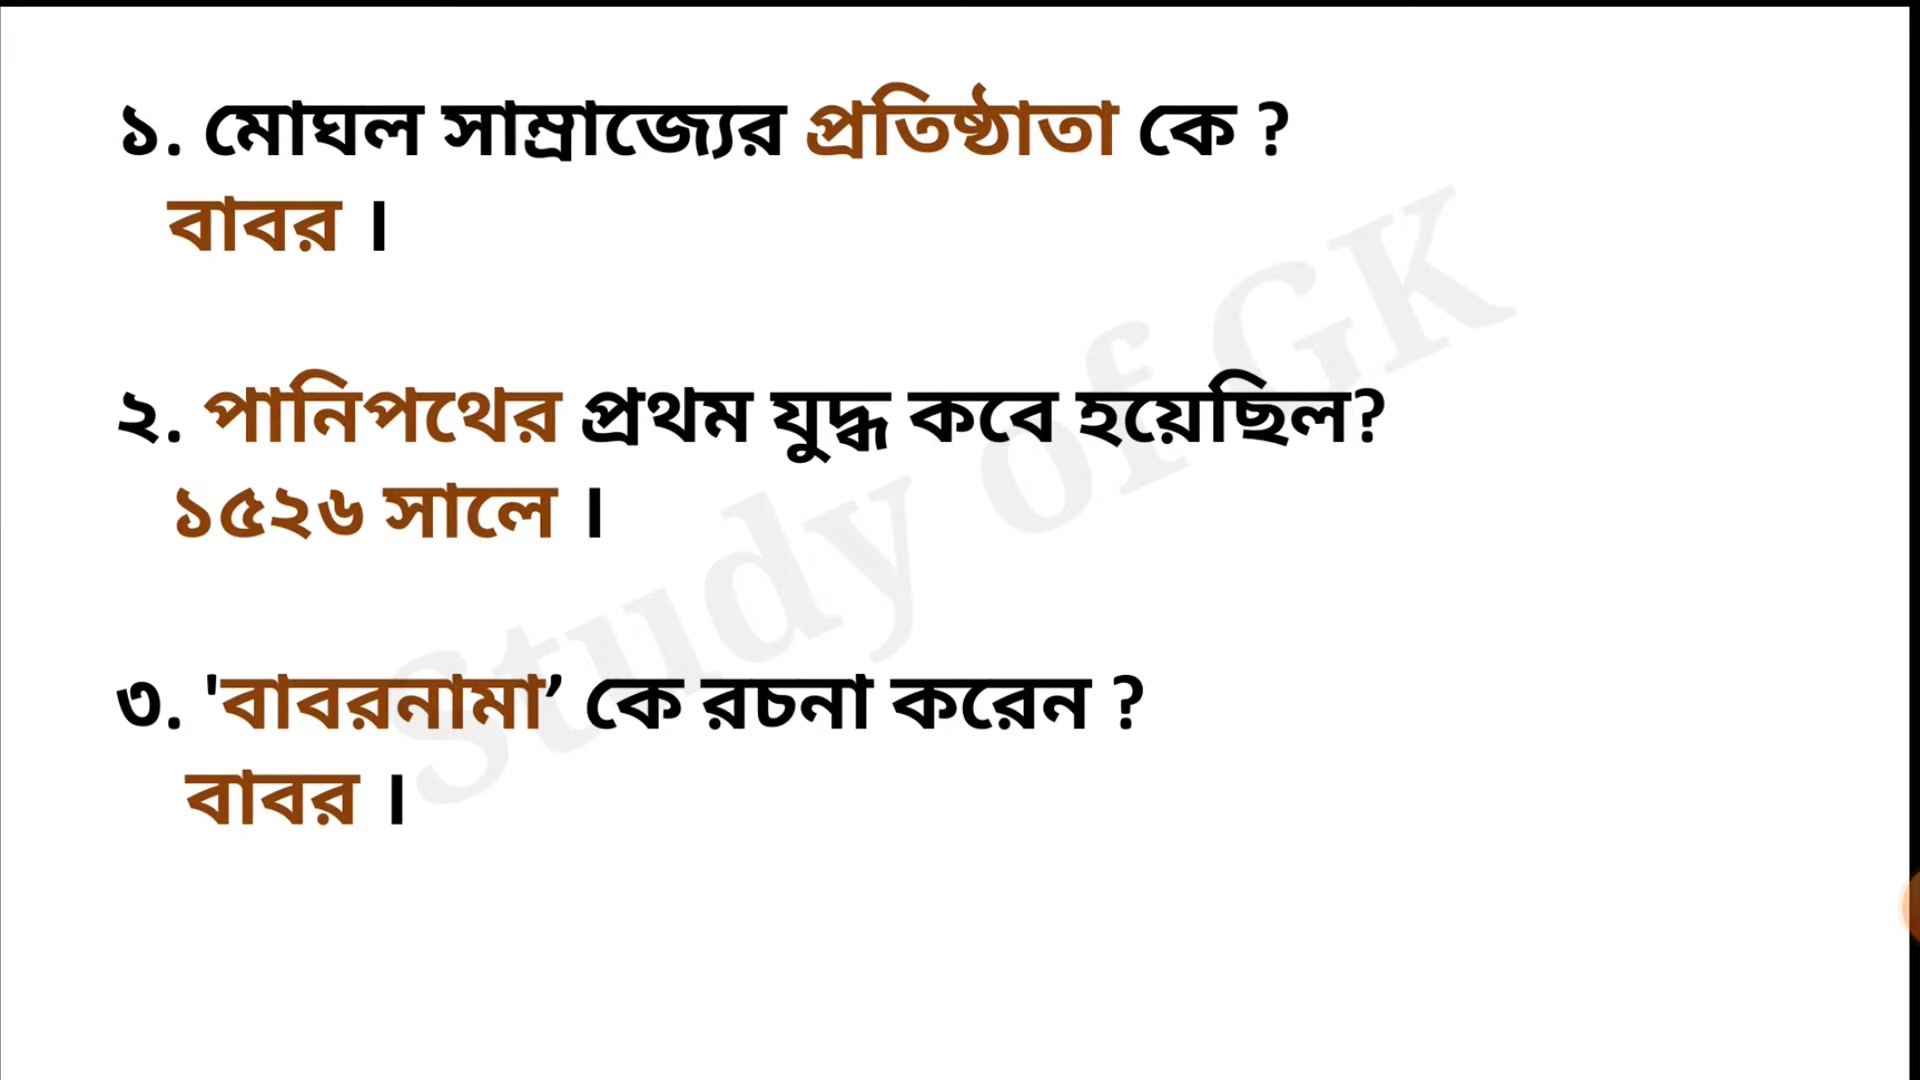 ১. মোঘল সাম্রাজ্যের প্রতিষ্ঠাতা কে ?
বাবর ।
২. পানিপথের প্রথম যুদ্ধ কবে হয়েছিল?
১৫২৬ সালে ।
৩. 'বাবরনামা’ কে রচনা করেন ?
বাবর ।
Study of GK